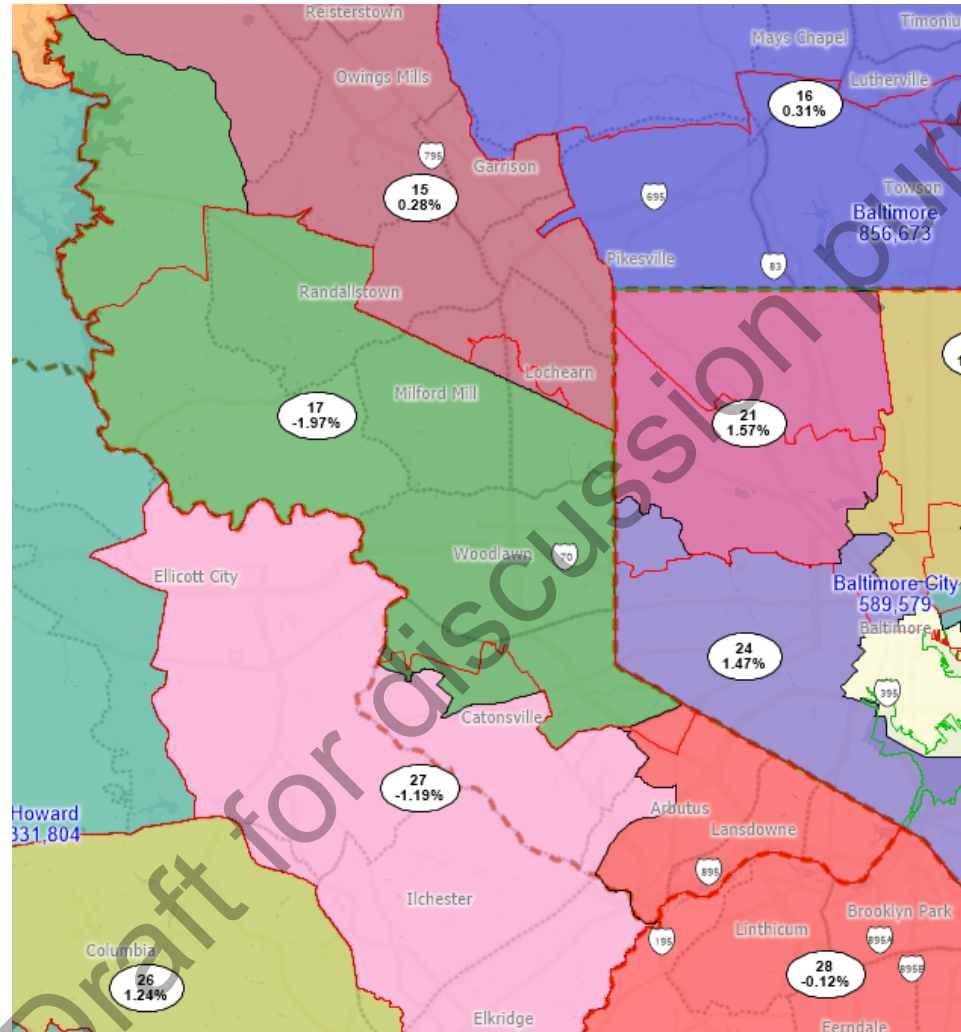 Reisterstown
Mays Chapel
Owings Mills
Lutherville
16
0.31%
795
Garrison
15
0.28%
695
Towson
Baltimore
856,673
Pikesville
83
Randallstown
Lochearn
Milford Mill
17
-1.97%
21
1.57%
Woodlawn
70
Ellicott City
Baltimore City
589,579
Baltimore
24
1.47%
395
Catonsville
27
-1.19%
Howard
331,804
Arbutus
Lansdowne
895
Ilchester
Brooklyn Park
Linthicum
195
895A
895B
Columbia
26
1.24%
28
-0.12%
Elkridge
Ferndale
Draft for discussion